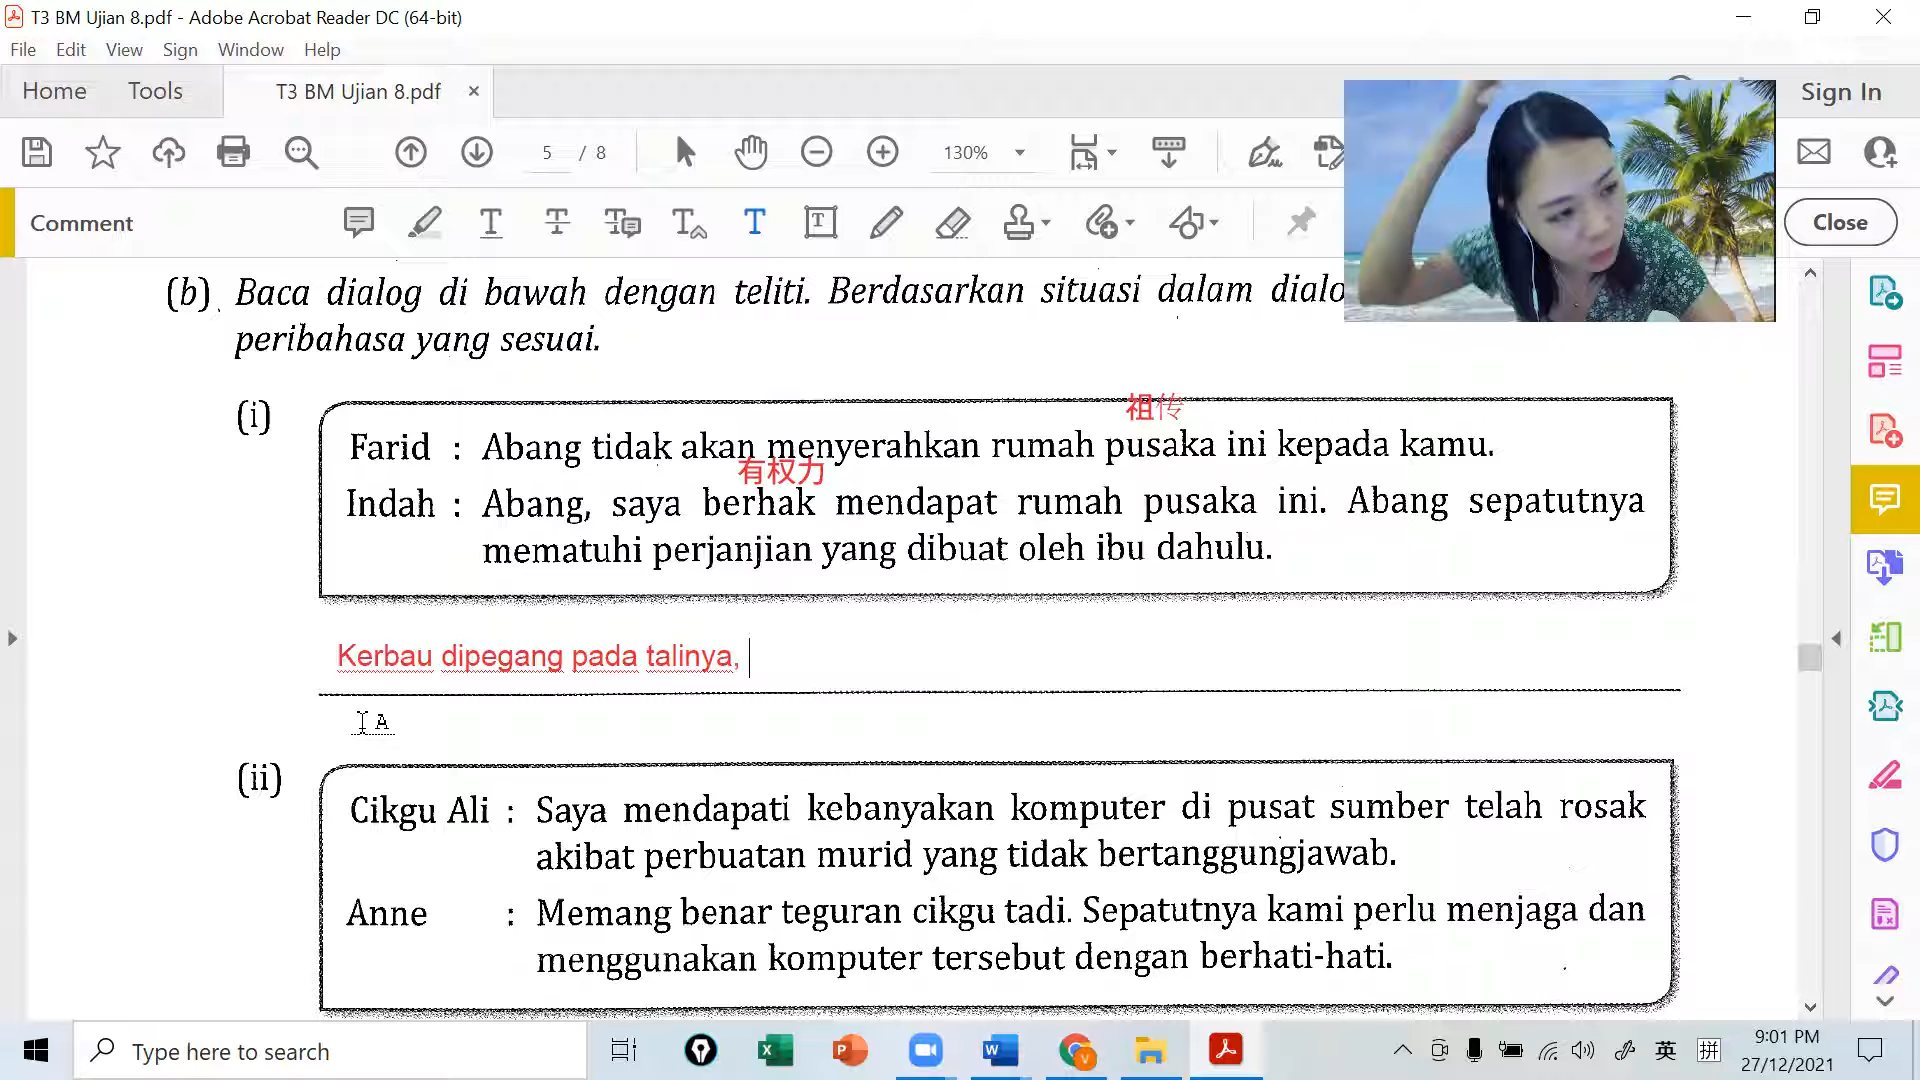 T3 BM Ujian 8.pdf - Adobe Acrobat Reader DC (64-bit)
File Edit View Sign Window Help
Home Tools T3 BM Ujian 8.pdf × Sign In
5 / 8 130%
Comment Close
(b) Baca dialog di bawah dengan teliti. Berdasarkan situasi dalam dialo
peribahasa yang sesuai.
(i)
祖传
Farid : Abang tidak akan menyerahkan rumah pusaka ini kepada kamu.
有权力
Indah : Abang, saya berhak mendapat rumah pusaka ini. Abang sepatutnya
mematuhi perjanjian yang dibuat oleh ibu dahulu.
Kerbau dipegang pada talinya,
A
(ii)
Cikgu Ali : Saya mendapati kebanyakan komputer di pusat sumber telah rosak
akibat perbuatan murid yang tidak bertanggungjawab.
Anne : Memang benar teguran cikgu tadi. Sepatutnya kami perlu menjaga dan
menggunakan komputer tersebut dengan berhati-hati.
Type here to search
英 拼
9:01 PM
27/12/2021